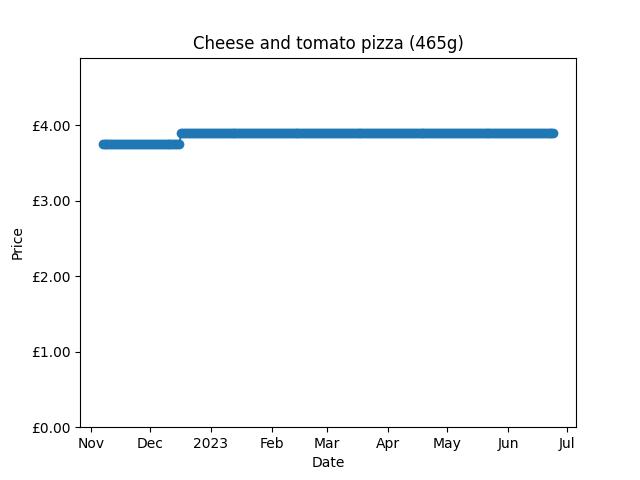 Cheese and tomato pizza (465g)
£4.00
£3.00
£2.00
£1.00
£0.00
Price
Nov Dec 2023 Feb Mar Apr May Jun Jul
Date